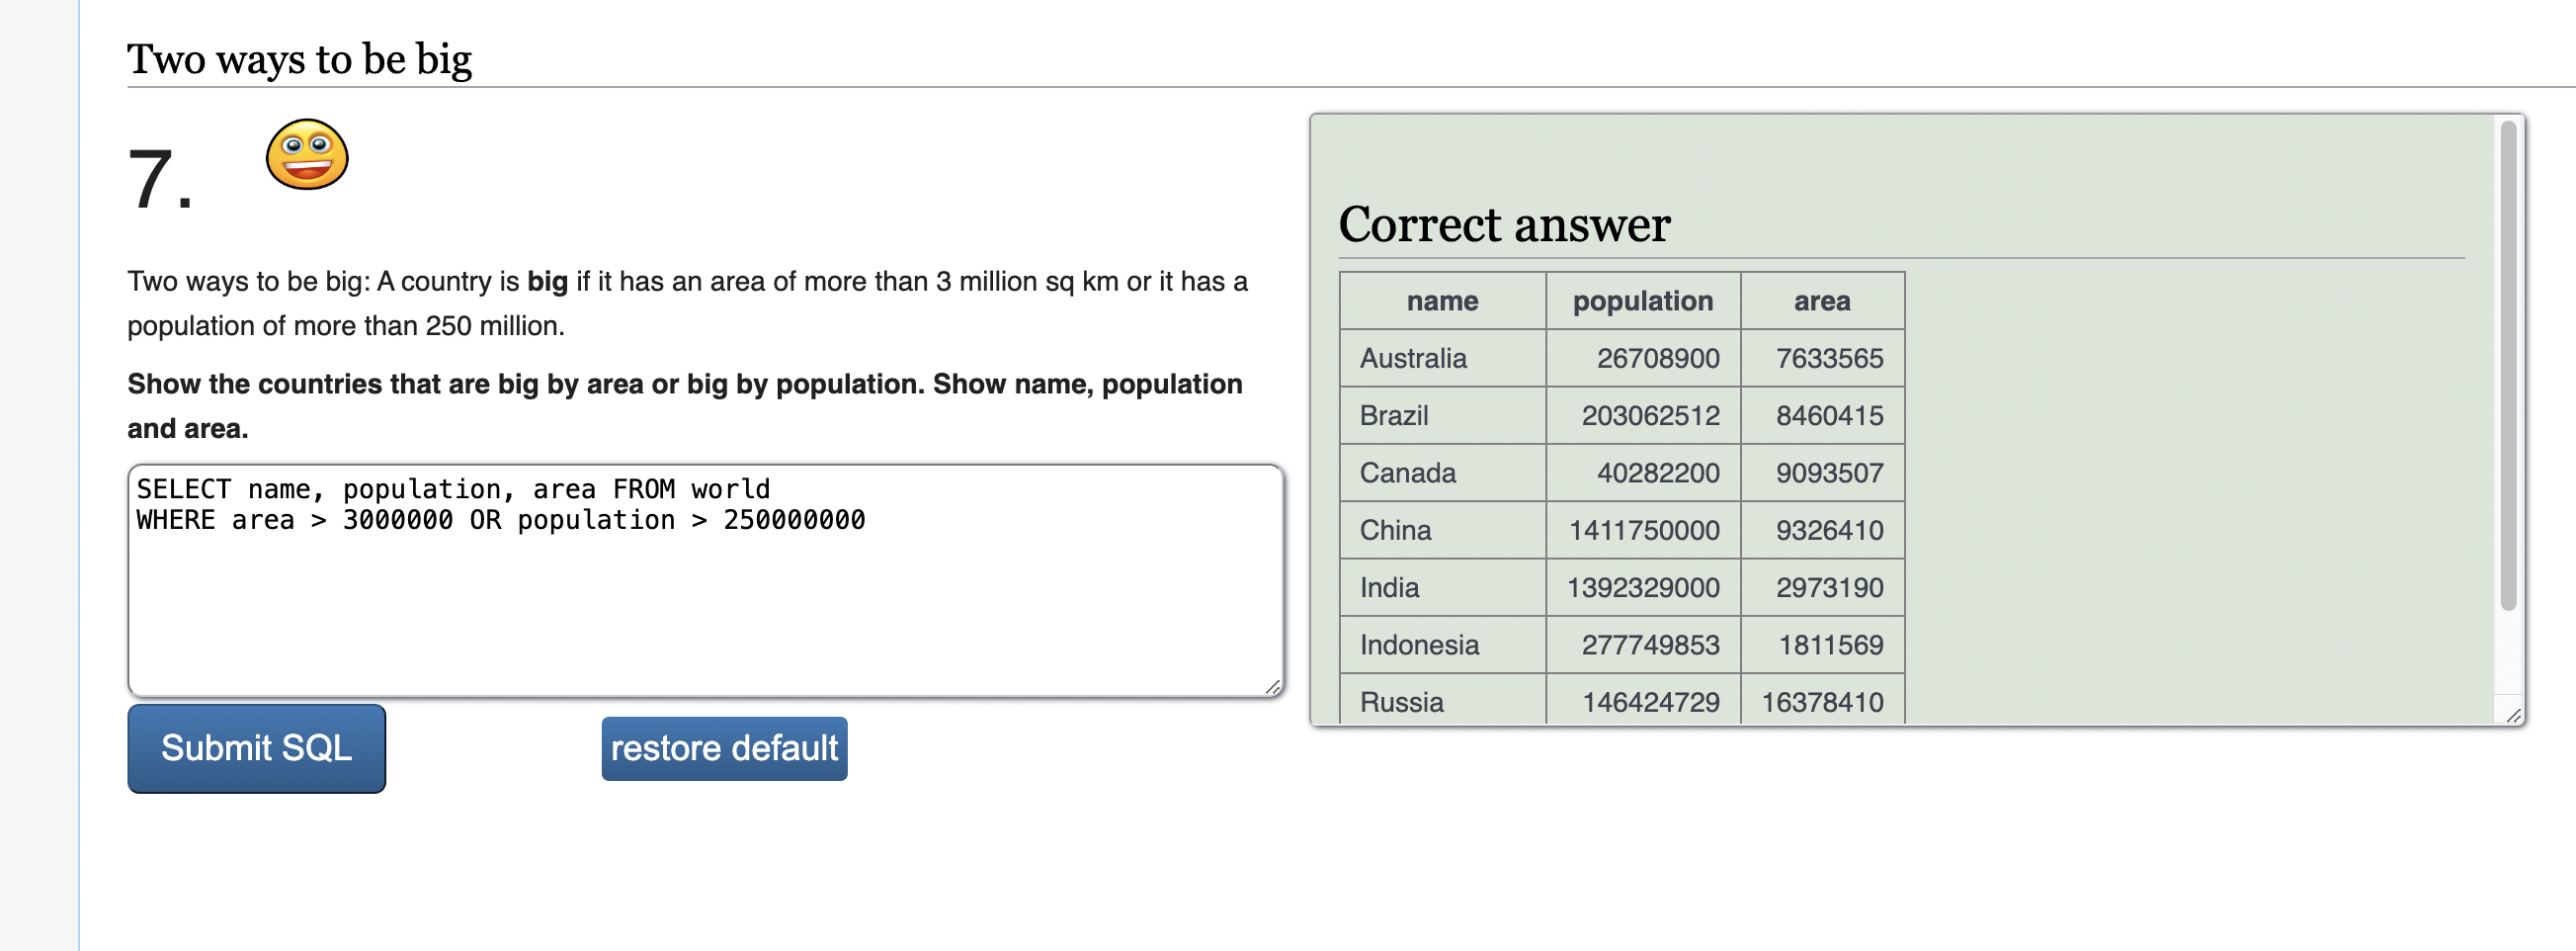 Two ways to be big
7.
Two ways to be big: A country is big if it has an area of more than 3 million sq km or it has a
population of more than 250 million.
Show the countries that are big by area or big by population. Show name, population
and area.
SELECT name, population, area FROM world
WHERE area > 3000000 OR population > 250000000
Submit SQL
restore default
Correct answer
name population area
Australia 26708900 7633565
Brazil 203062512 8460415
Canada 40282200 9093507
China 1411750000 9326410
India 1392329000 2973190
Indonesia 277749853 1811569
Russia 146424729 16378410